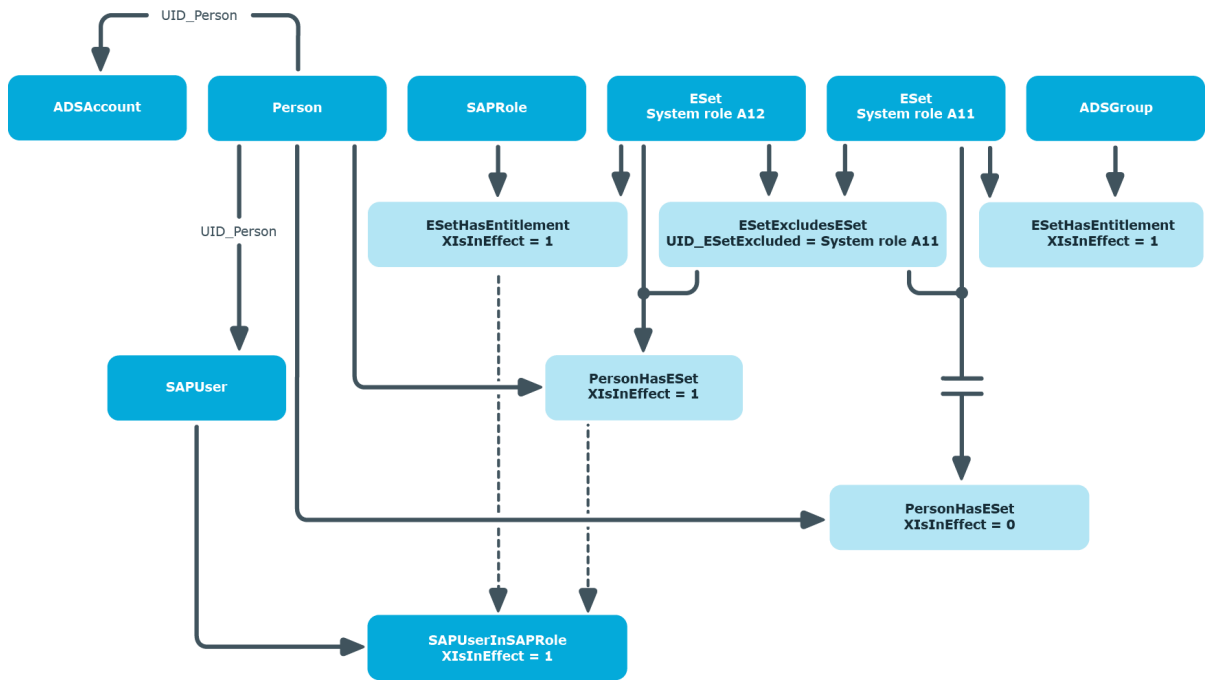 UID_Person
ADSAccount
Person
SAPRole
ESet
System role A12
ESet
System role A11
ADSGroup
ESetHasEntitlement
XIsInEffect = 1
ESetExcludesESet
UID_ESetExcluded = System role A11
ESetHasEntitlement
XIsInEffect = 1
UID_Person
SAPUser
PersonHasESet
XIsInEffect = 1
PersonHasESet
XIsInEffect = 0
SAPUserInSAPRole
XIsInEffect = 1